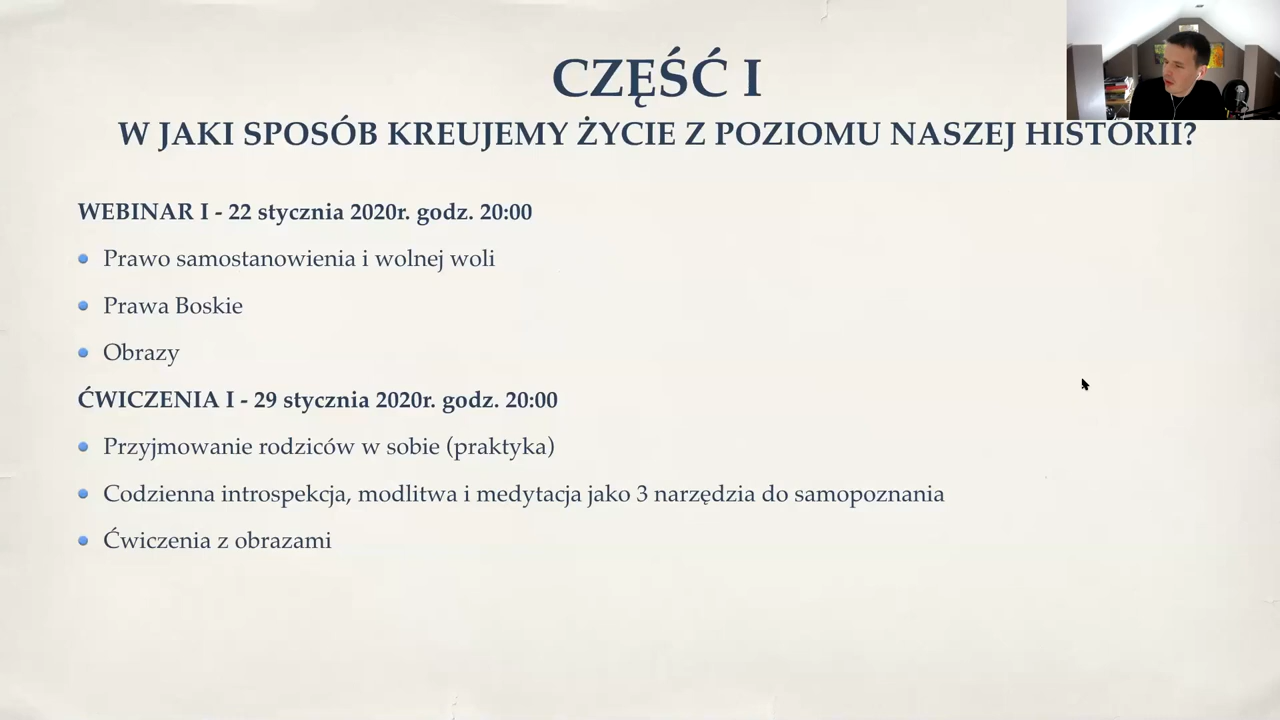 CZĘŚĆ I
W JAKI SPOSÓB KREUJEMY ŻYCIE Z POZIOMU NASZEJ HISTORII?
WEBINAR I - 22 stycznia 2020r. godz. 20:00
Prawo samostanowienia i wolnej woli
Prawa Boskie
Obrazy
ĆWICZENIA I - 29 stycznia 2020r. godz. 20:00
Przyjmowanie rodziców w sobie (praktyka)
Codzienna introspekcja, modlitwa i medytacja jako 3 narzędzia do samopoznania
Ćwiczenia z obrazami